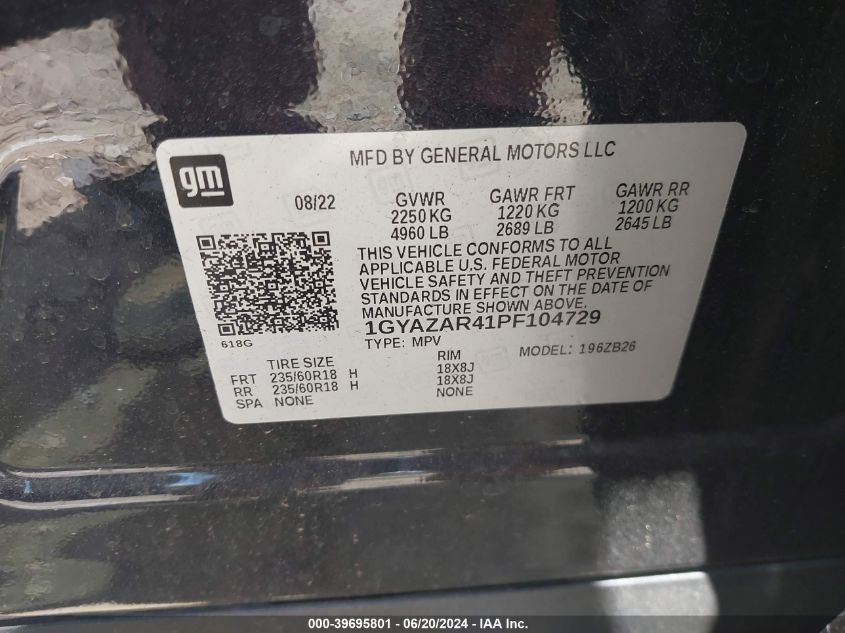 gm
MFD BY GENERAL MOTORS LLC
08/22
GVWR GAWR FRT GAWR RR
2250 KG 1220 KG 1200 KG
4960 LB 2689 LB 2645 LB
THIS VEHICLE CONFORMS TO ALL
APPLICABLE U.S. FEDERAL MOTOR
VEHICLE SAFETY AND THEFT PREVENTION
STANDARDS IN EFFECT ON THE DATE OF
MANUFACTURE SHOWN ABOVE.
1GYAZAR41PF104729
618G
TYPE: MPV MODEL: 196ZB26
TIRE SIZE RIM
FRT 235/60R18 H 18X8J
RR 235/60R18 H 18X8J
SPA NONE NONE
000-39695801 - 06/20/2024 - IAA Inc.